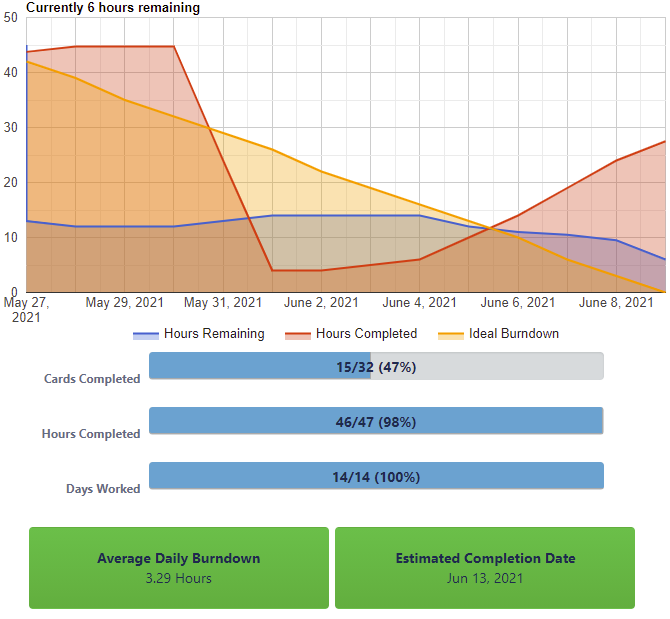 Currently 6 hours remaining
50
40
30
20
10
0
May 27, 2021
May 29, 2021
May 31, 2021
June 2, 2021
June 4, 2021
June 6, 2021
June 8, 2021
Hours Remaining
Hours Completed
Ideal Burndown
Cards Completed
15/32 (47%)
Hours Completed
46/47 (98%)
Days Worked
14/14 (100%)
Average Daily Burndown
3.29 Hours
Estimated Completion Date
Jun 13, 2021